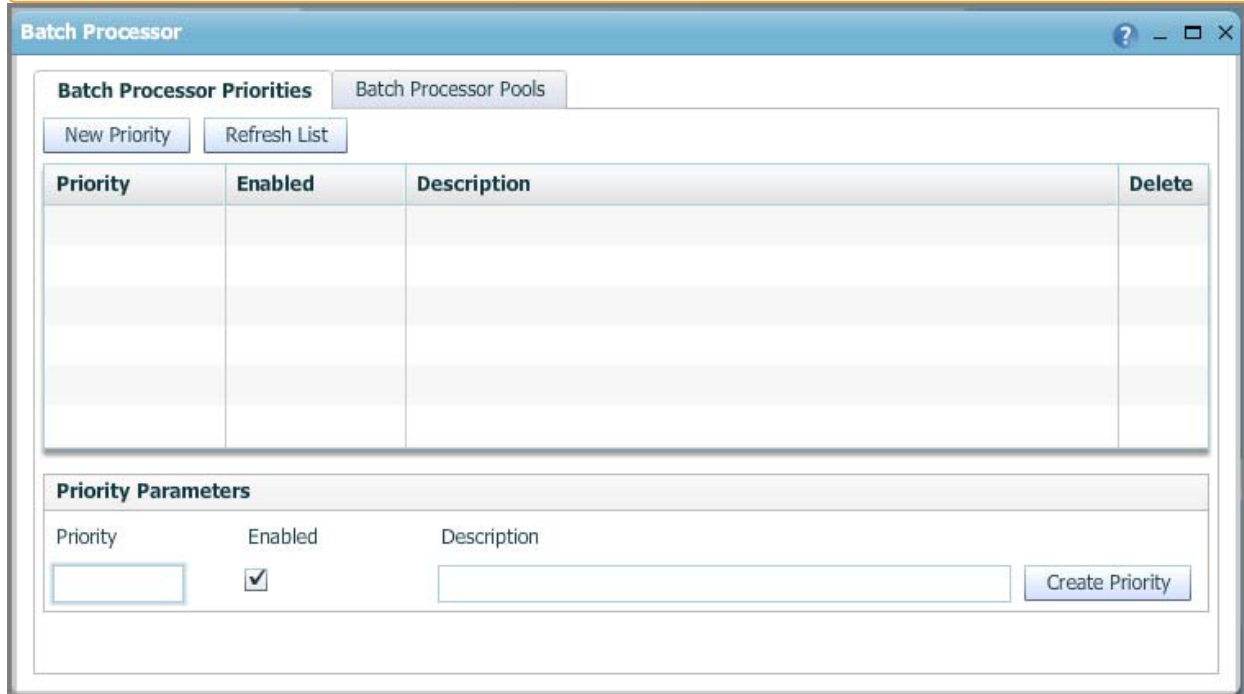 Batch Processor ?
Batch Processor Priorities Batch Processor Pools
New Priority Refresh List
Priority Enabled Description Delete
Priority Parameters
Priority Enabled Description
Create Priority